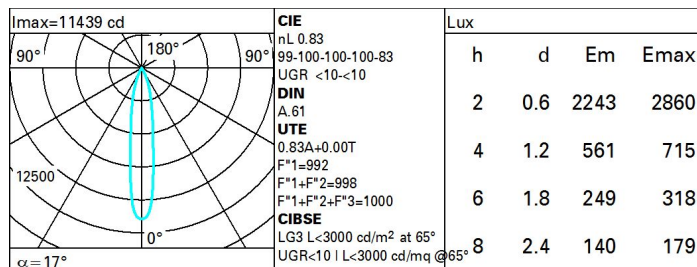 Imax=11439 cd
90° 180° 90°
12500
0°
α=17°
CIE
nL 0.83
99-100-100-100-83
UGR <10-<10
DIN
A.61
UTE
0.83A+0.00T
F"1=992
F"1+F"2=998
F"1+F"2+F"3=1000
CIBSE
LG3 L<3000 cd/m² at 65°
UGR<10 | L<3000 cd/mq @65°
Lux
h d Em Emax
2 0.6 2243 2860
4 1.2 561 715
6 1.8 249 318
8 2.4 140 179